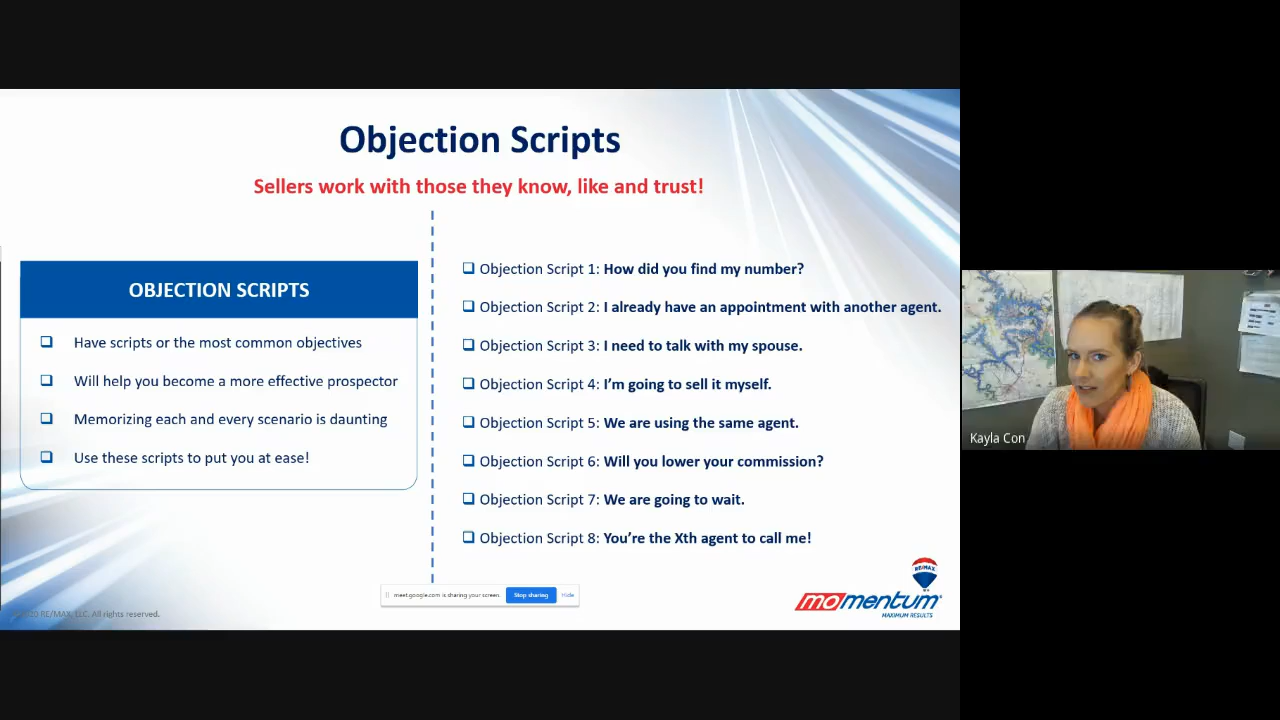 Objection Scripts
Sellers work with those they know, like and trust!
OBJECTION SCRIPTS
Have scripts or the most common objectives
Will help you become a more effective prospector
Memorizing each and every scenario is daunting
Use these scripts to put you at ease!
Objection Script 1: How did you find my number?
Objection Script 2: I already have an appointment with another agent.
Objection Script 3: I need to talk with my spouse.
Objection Script 4: I'm going to sell it myself.
Objection Script 5: We are using the same agent.
Objection Script 6: Will you lower your commission?
Objection Script 7: We are going to wait.
Objection Script 8: You're the Xth agent to call me!
meet.google.com is sharing your screen.
Stop sharing
Hide
RE/MAX, LLC. All rights reserved.
RE/MAX
momentum®
MAXIMUM RESULTS
Kayla Con